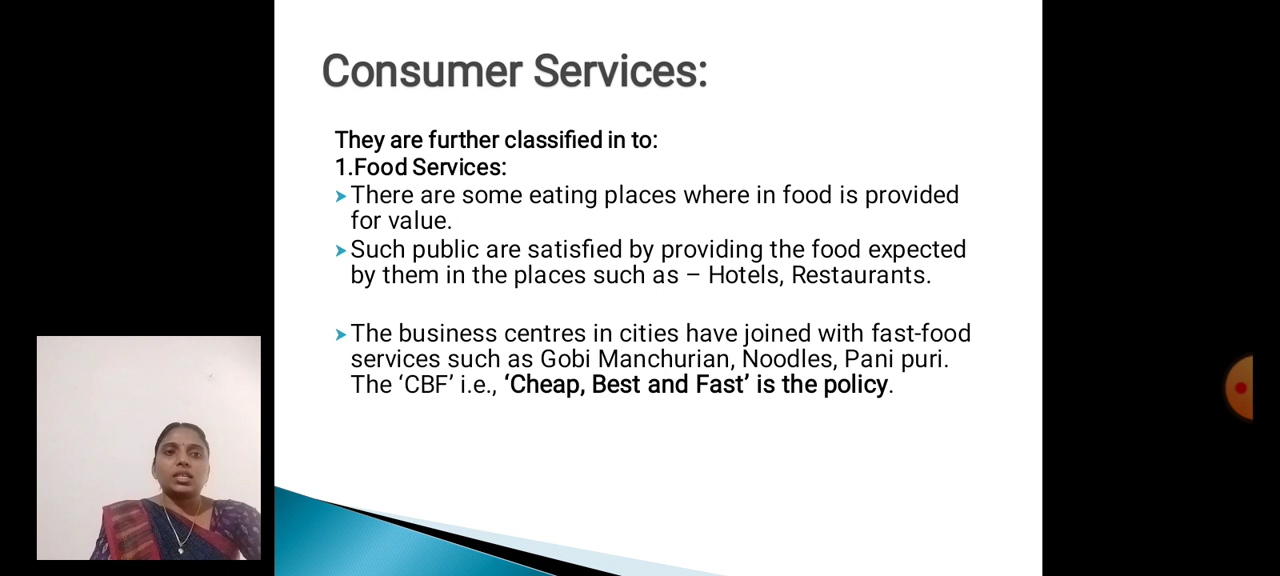 Consumer Services:
They are further classified in to:
1.Food Services:
There are some eating places where in food is provided
for value.
Such public are satisfied by providing the food expected
by them in the places such as – Hotels, Restaurants.
The business centres in cities have joined with fast-food
services such as Gobi Manchurian, Noodles, Pani puri.
The ‘CBF’ i.e., ‘Cheap, Best and Fast’ is the policy.